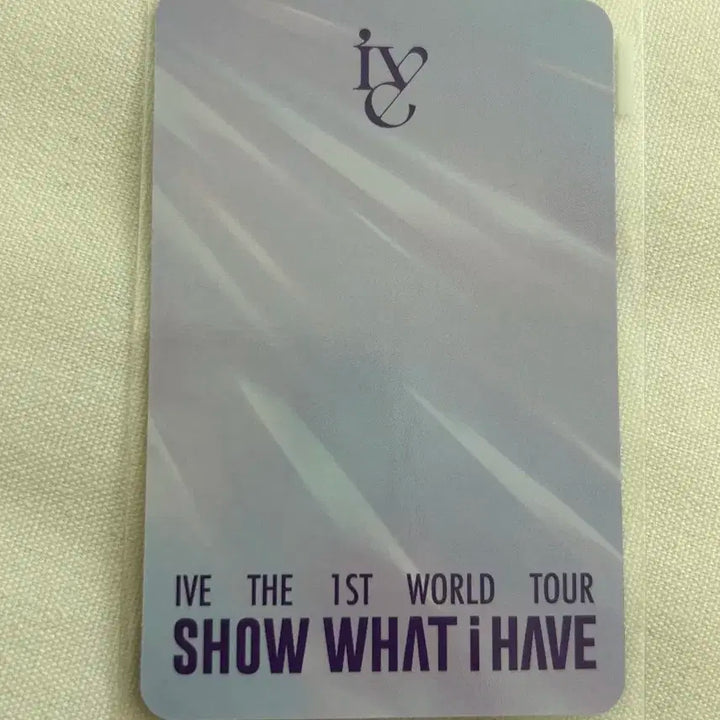 ive
IVE THE 1ST WORLD TOUR
SHOW WHAT i HAVE